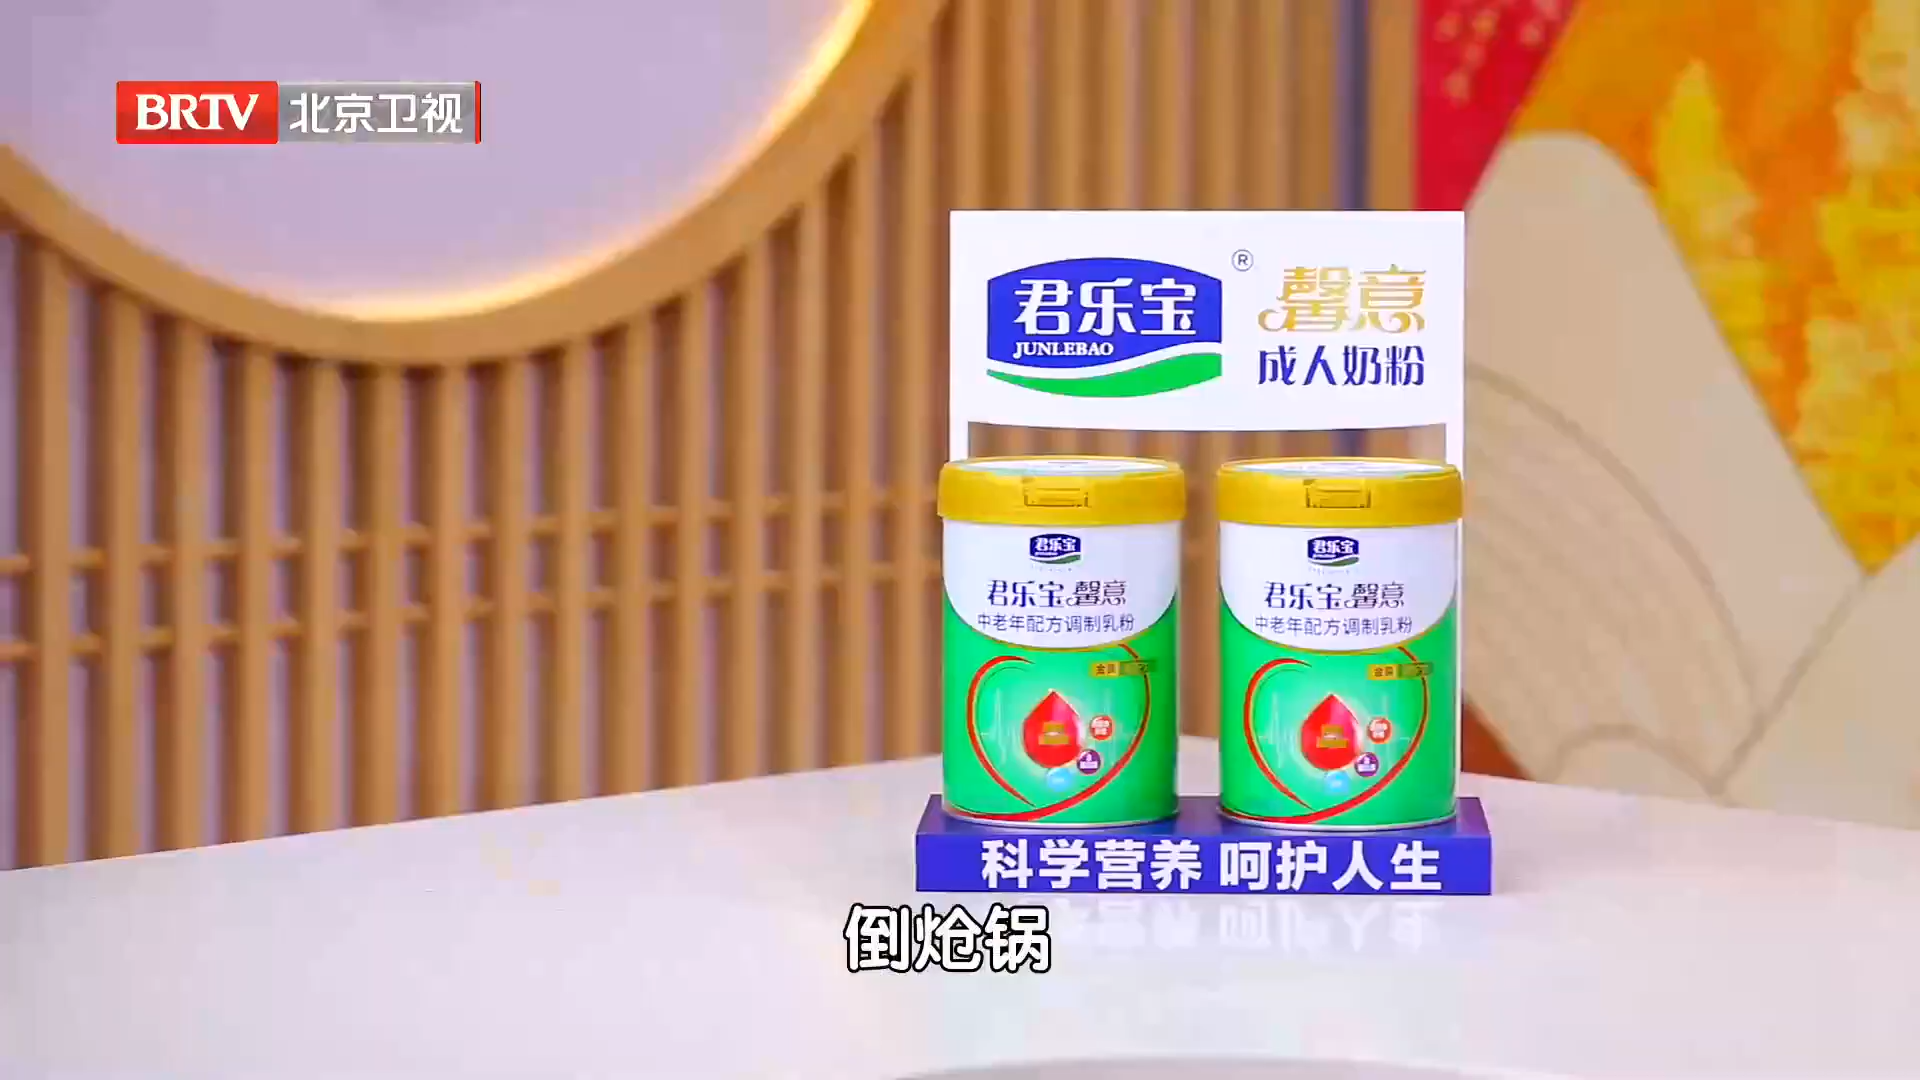 BRTV 北京卫视
君乐宝
JUNLEBAO
®
馨意
成人奶粉
君乐宝
君乐宝馨意
中老年配方调制乳粉
君乐宝
君乐宝馨意
中老年配方调制乳粉
科学营养 呵护人生
倒炝锅